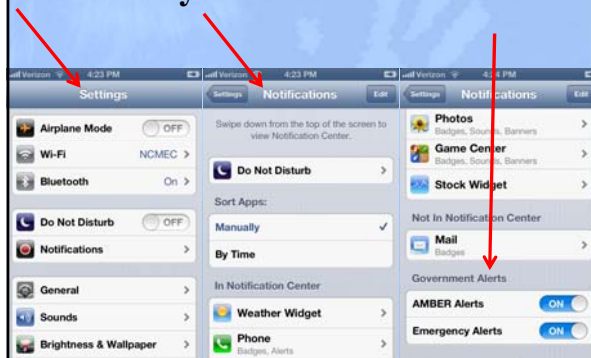 Verizon 4:23 PM
Settings
Airplane Mode OFF
Wi-Fi NCMEC
Bluetooth On
Do Not Disturb OFF
Notifications
General
Sounds
Brightness & Wallpaper
Verizon 4:23 PM
Settings Notifications Edit
Swipe down from the top of the screen to
view Notification Center.
Do Not Disturb
Sort Apps:
Manually
By Time
In Notification Center
Weather Widget
Phone
Badges, Alerts
Verizon 4:24 PM
Settings Notifications Edit
Photos
Badges, Sounds, Banners
Game Center
Badges, Sounds, Banners
Stock Widget
Not In Notification Center
Mail
Badges
Government Alerts
AMBER Alerts ON
Emergency Alerts ON